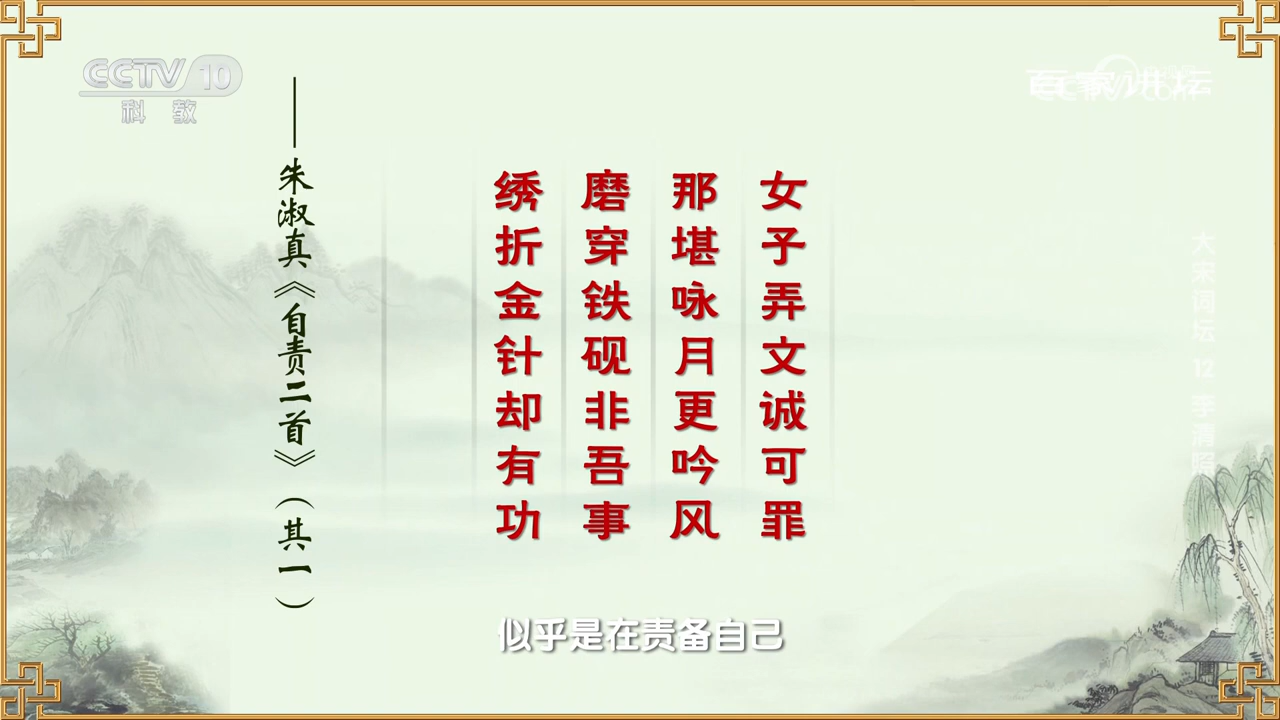 CCTV 10
科教
百家讲坛
女子弄文诚可罪
那堪咏月更吟风
磨穿铁砚非吾事
绣折金针却有功
——朱淑真《自责二首》（其一）
大宋词坛 12 李清照
似乎是在责备自己